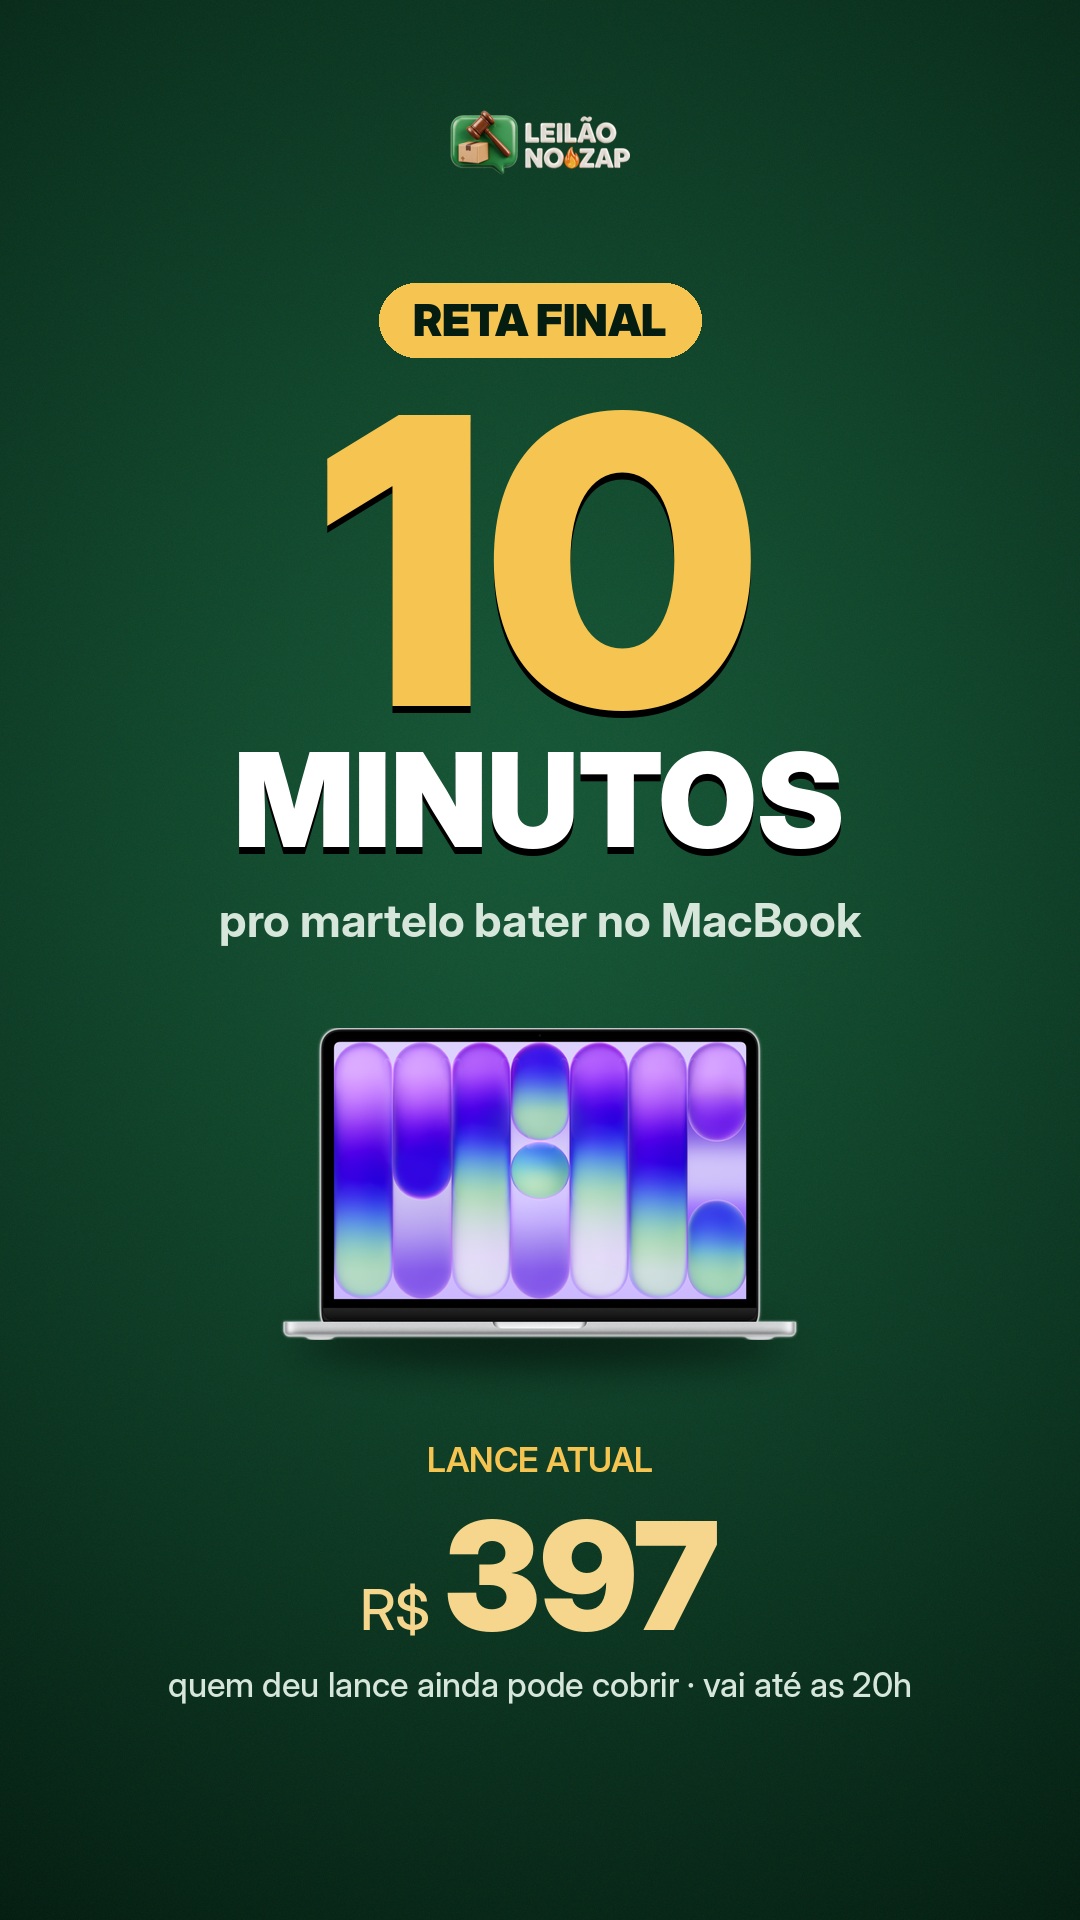 LEILÃO
NO ZAP
RETA FINAL
10
MINUTOS
pro martelo bater no MacBook
LANCE ATUAL
R$ 397
quem deu lance ainda pode cobrir · vai até as 20h